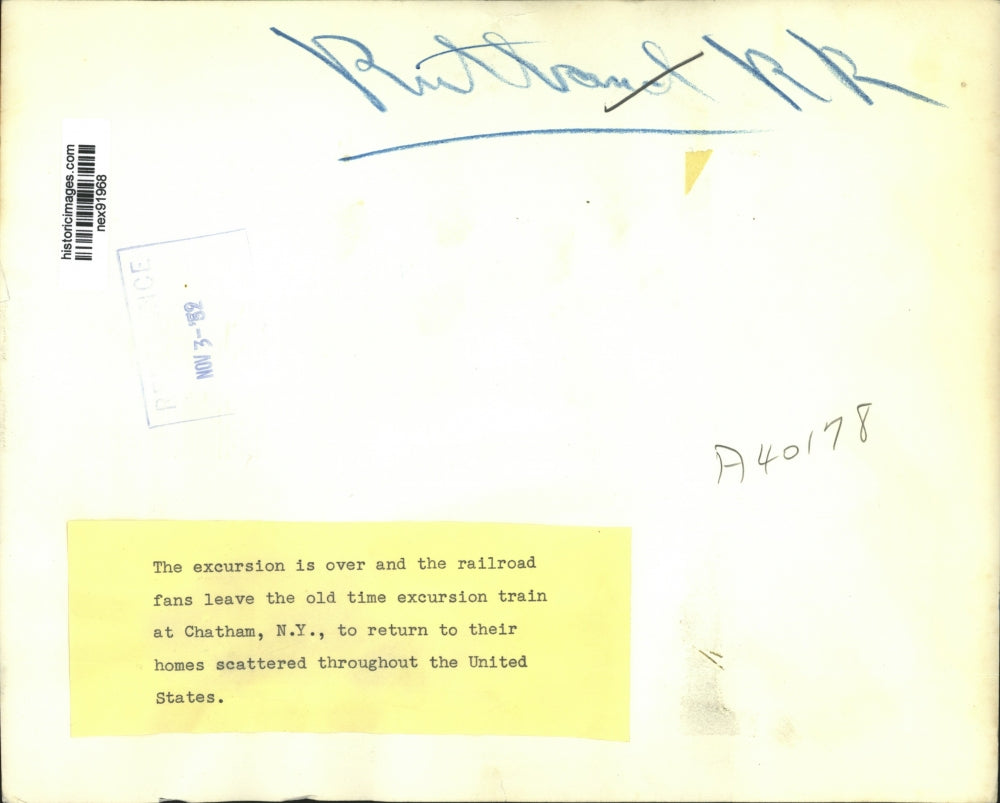 Rutland RR
historicimages.com
nex91968
NOV 3-'52
A40178
The excursion is over and the railroad
fans leave the old time excursion train
at Chatham, N.Y., to return to their
homes scattered throughout the United
States.